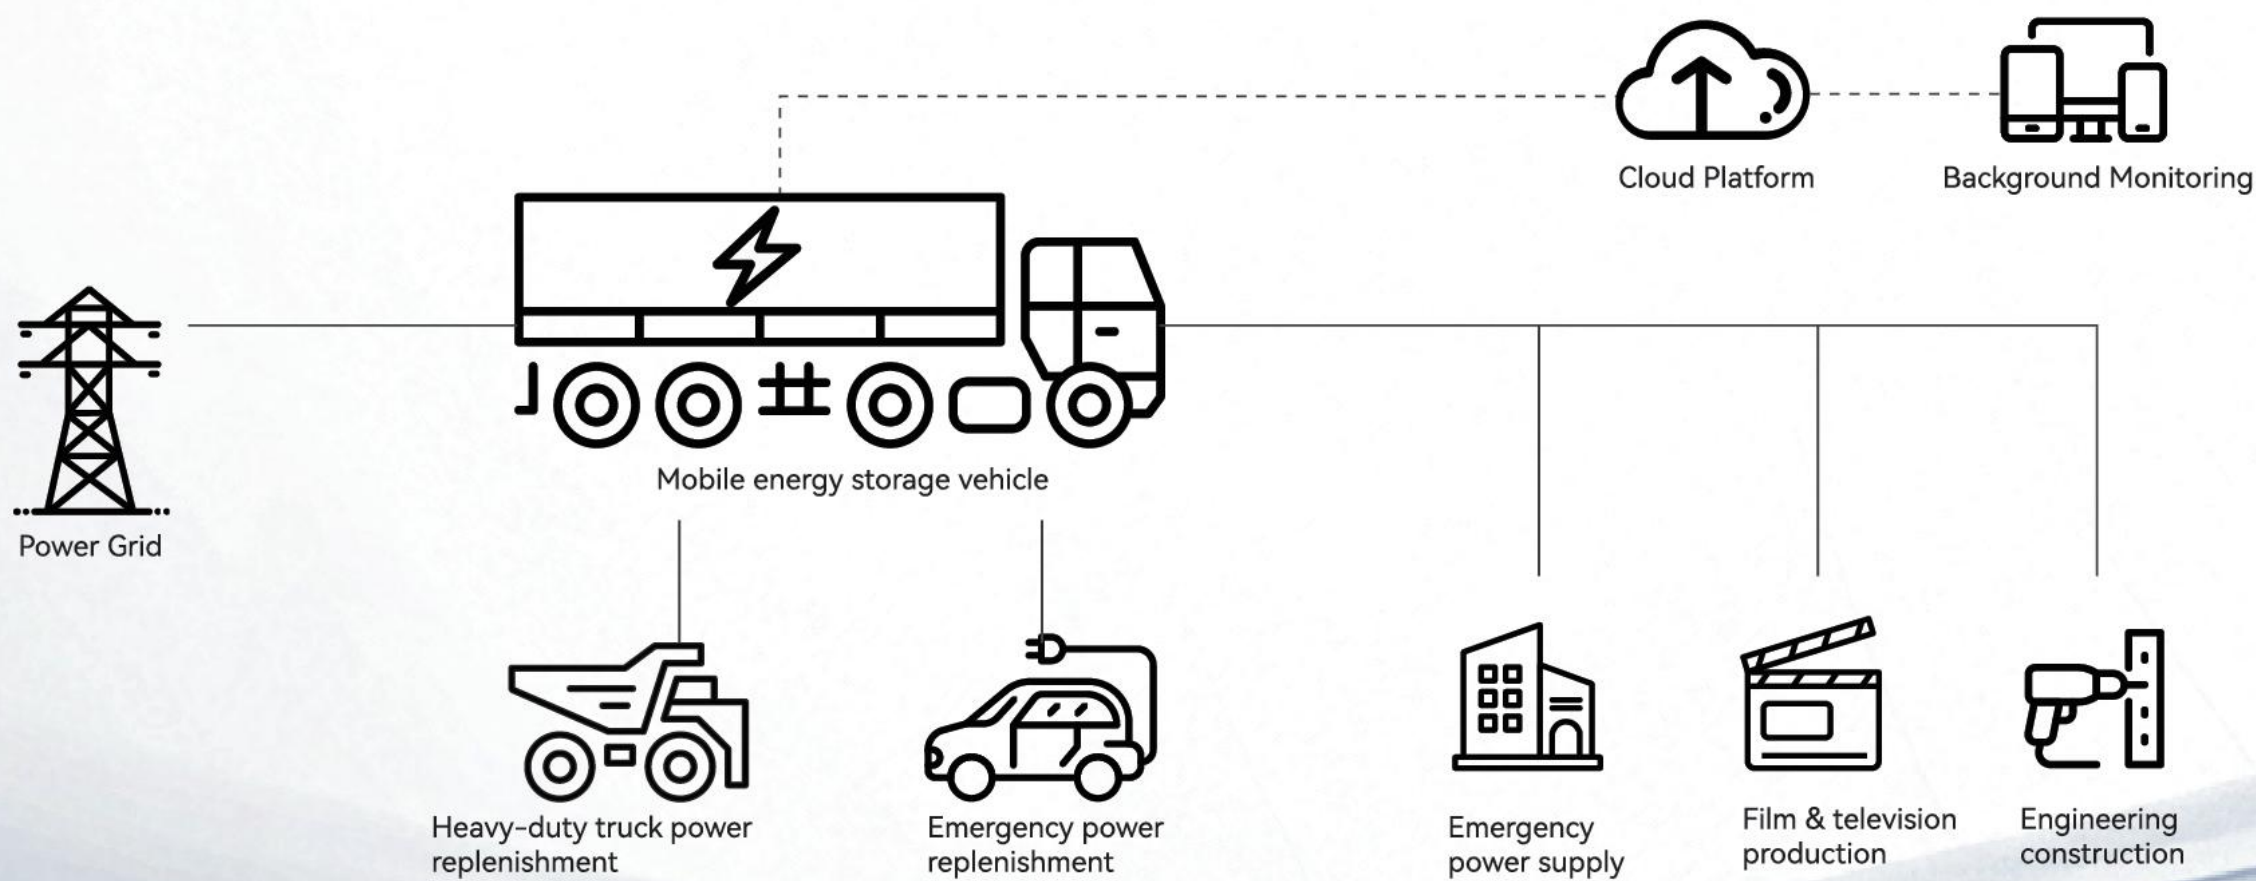 Cloud Platform
Background Monitoring
Mobile energy storage vehicle
Power Grid
Heavy-duty truck power
replenishment
Emergency power
replenishment
Emergency
power supply
Film & television
production
Engineering
construction